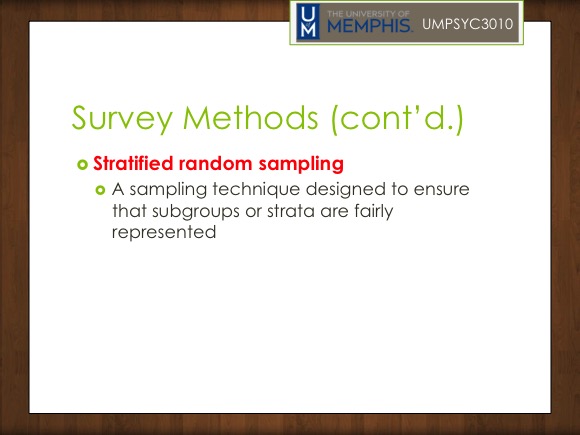 UM
THE UNIVERSITY OF
MEMPHIS.
UMPSYC3010
Survey Methods (cont’d.)
Stratified random sampling
A sampling technique designed to ensure
that subgroups or strata are fairly
represented